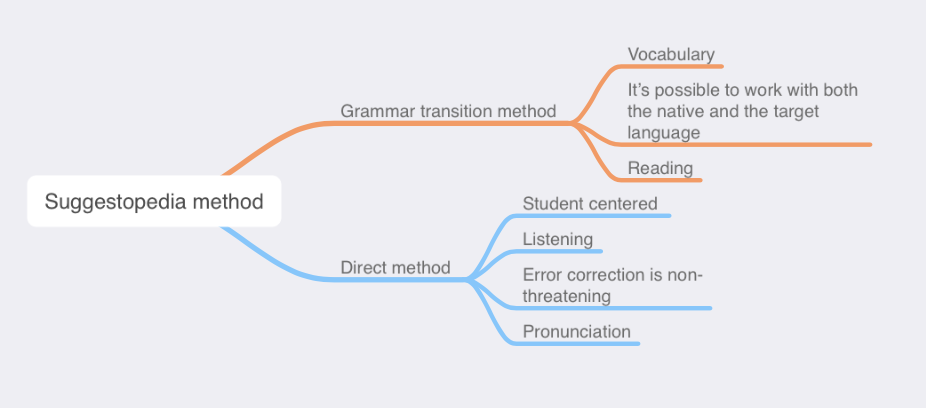 Suggestopedia method
Grammar transition method
Vocabulary
It's possible to work with both
the native and the target
language
Reading
Direct method
Student centered
Listening
Error correction is non-
threatening
Pronunciation